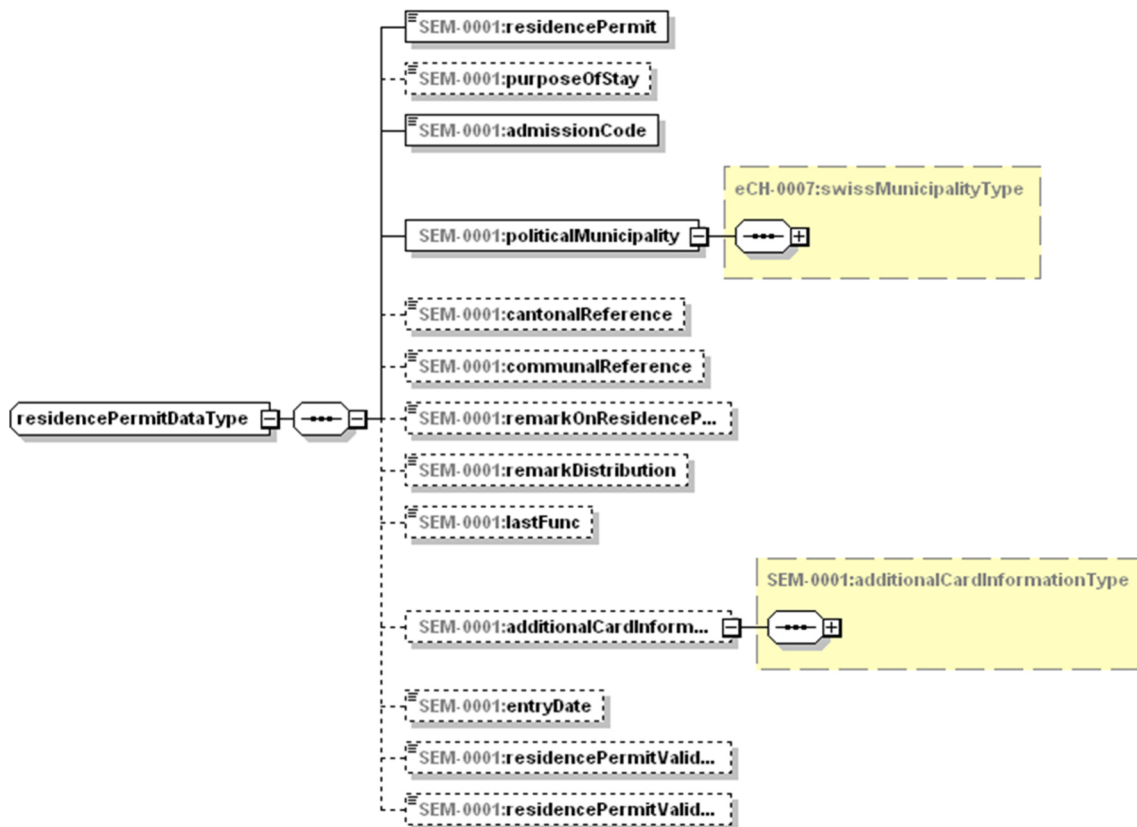 SEM-0001:residencePermit
SEM-0001:purposeOfStay
SEM-0001:admissionCode
eCH-0007:swissMunicipalityType
SEM-0001:politicalMunicipality
SEM-0001:cantonalReference
SEM-0001:communalReference
residencePermitDataType
SEM-0001:remarkOnResidenceP...
SEM-0001:remarkDistribution
SEM-0001:lastFunc
SEM-0001:additionalCardInformationType
SEM-0001:additionalCardInform...
SEM-0001:entryDate
SEM-0001:residencePermitValid...
SEM-0001:residencePermitValid...